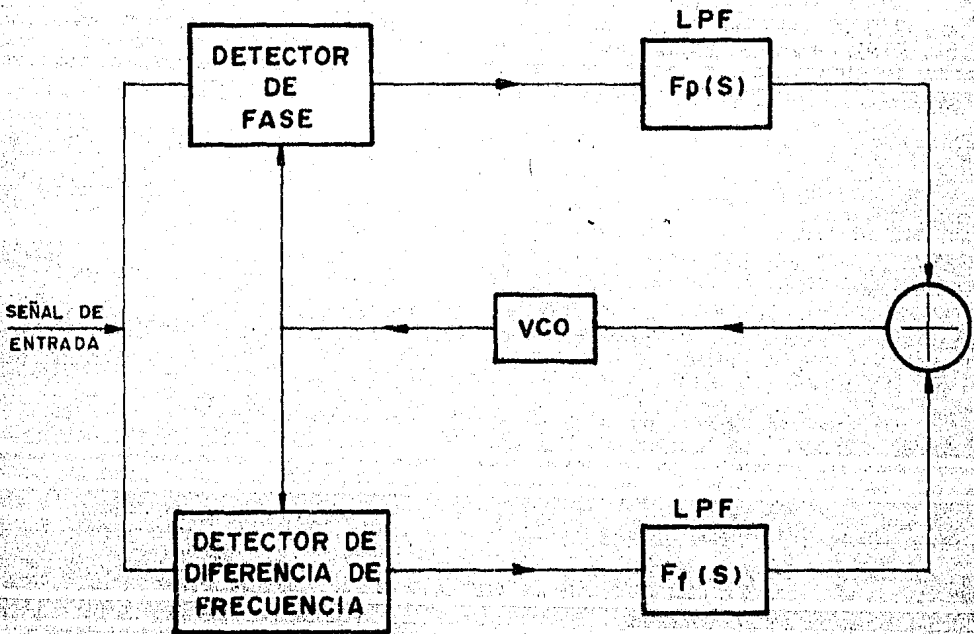 LPF
DETECTOR
DE
FASE
Fp(S)
SEÑAL DE
ENTRADA
VCO
LPF
DETECTOR DE
DIFERENCIA DE
FRECUENCIA
Ff(S)